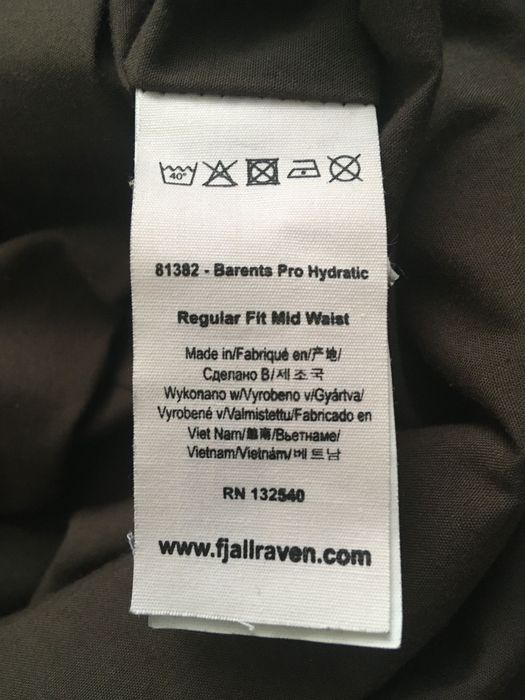 40°
81382 - Barents Pro Hydratic
Regular Fit Mid Waist
Made in/Fabriqué en/产地/
Сделано В/제 조 국
Wykonano w/Vyrobeno v/Gyártva/
Vyrobené v/Valmistettu/Fabricado en
Viet Nam/越南/Вьетнаме/
Vietnam/Vietnám/베트남
RN 132540
www.fjallraven.com